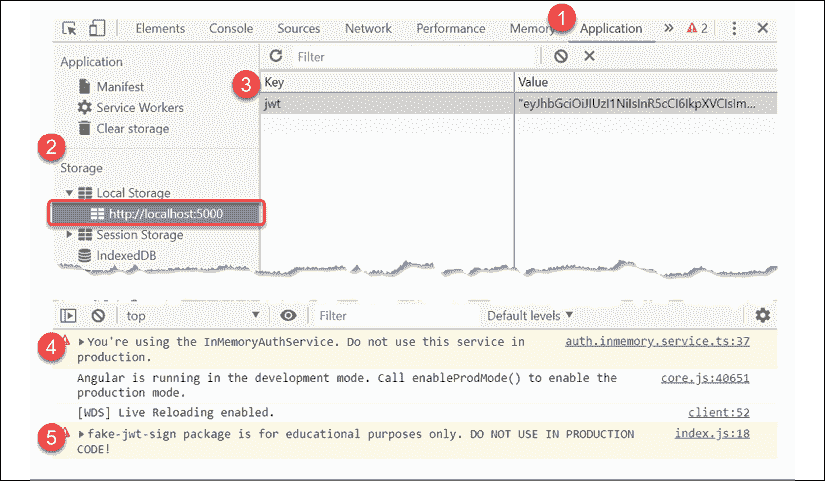 1
Elements Console Sources Network Performance Memory Application » 2
Application
Filter
Manifest
3 Key Value
Service Workers
jwt "eyJhbGciOiJIUzI1NiIsInR5cCI6IkpXVCIsIm...
Clear storage
2
Storage
Local Storage
http://localhost:5000
Session Storage
IndexedDB
top Filter Default levels
4 You're using the InMemoryAuthService. Do not use this service in auth.inmemory.service.ts:37
production.
Angular is running in the development mode. Call enableProdMode() to enable the core.js:40651
production mode.
[WDS] Live Reloading enabled. client:52
5 fake-jwt-sign package is for educational purposes only. DO NOT USE IN PRODUCTION index.js:18
CODE!